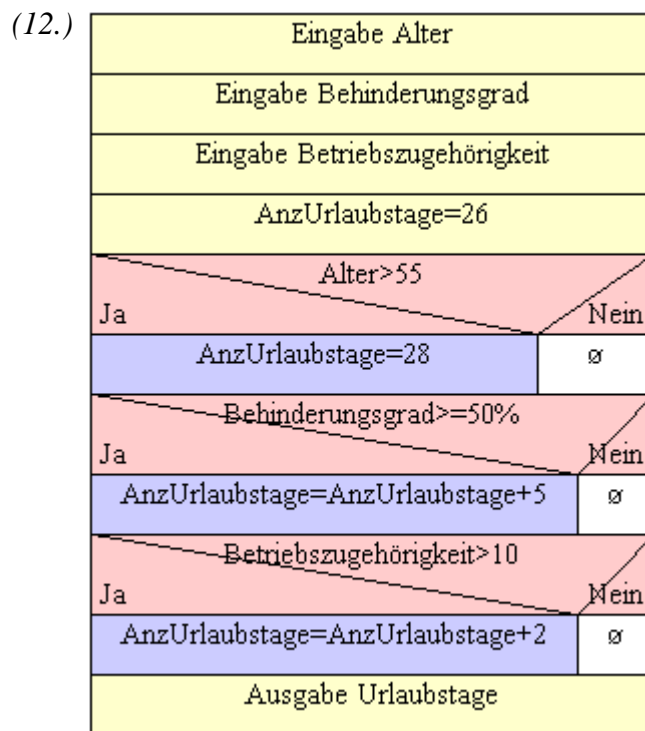 (12.)
Eingabe Alter
Eingabe Behinderungsgrad
Eingabe Betriebszugehörigkeit
AnzUrlaubstage=26
Alter>55
Ja Nein
AnzUrlaubstage=28 ø
Behinderungsgrad>=50%
Ja Nein
AnzUrlaubstage=AnzUrlaubstage+5 ø
Betriebszugehörigkeit>10
Ja Nein
AnzUrlaubstage=AnzUrlaubstage+2 ø
Ausgabe Urlaubstage